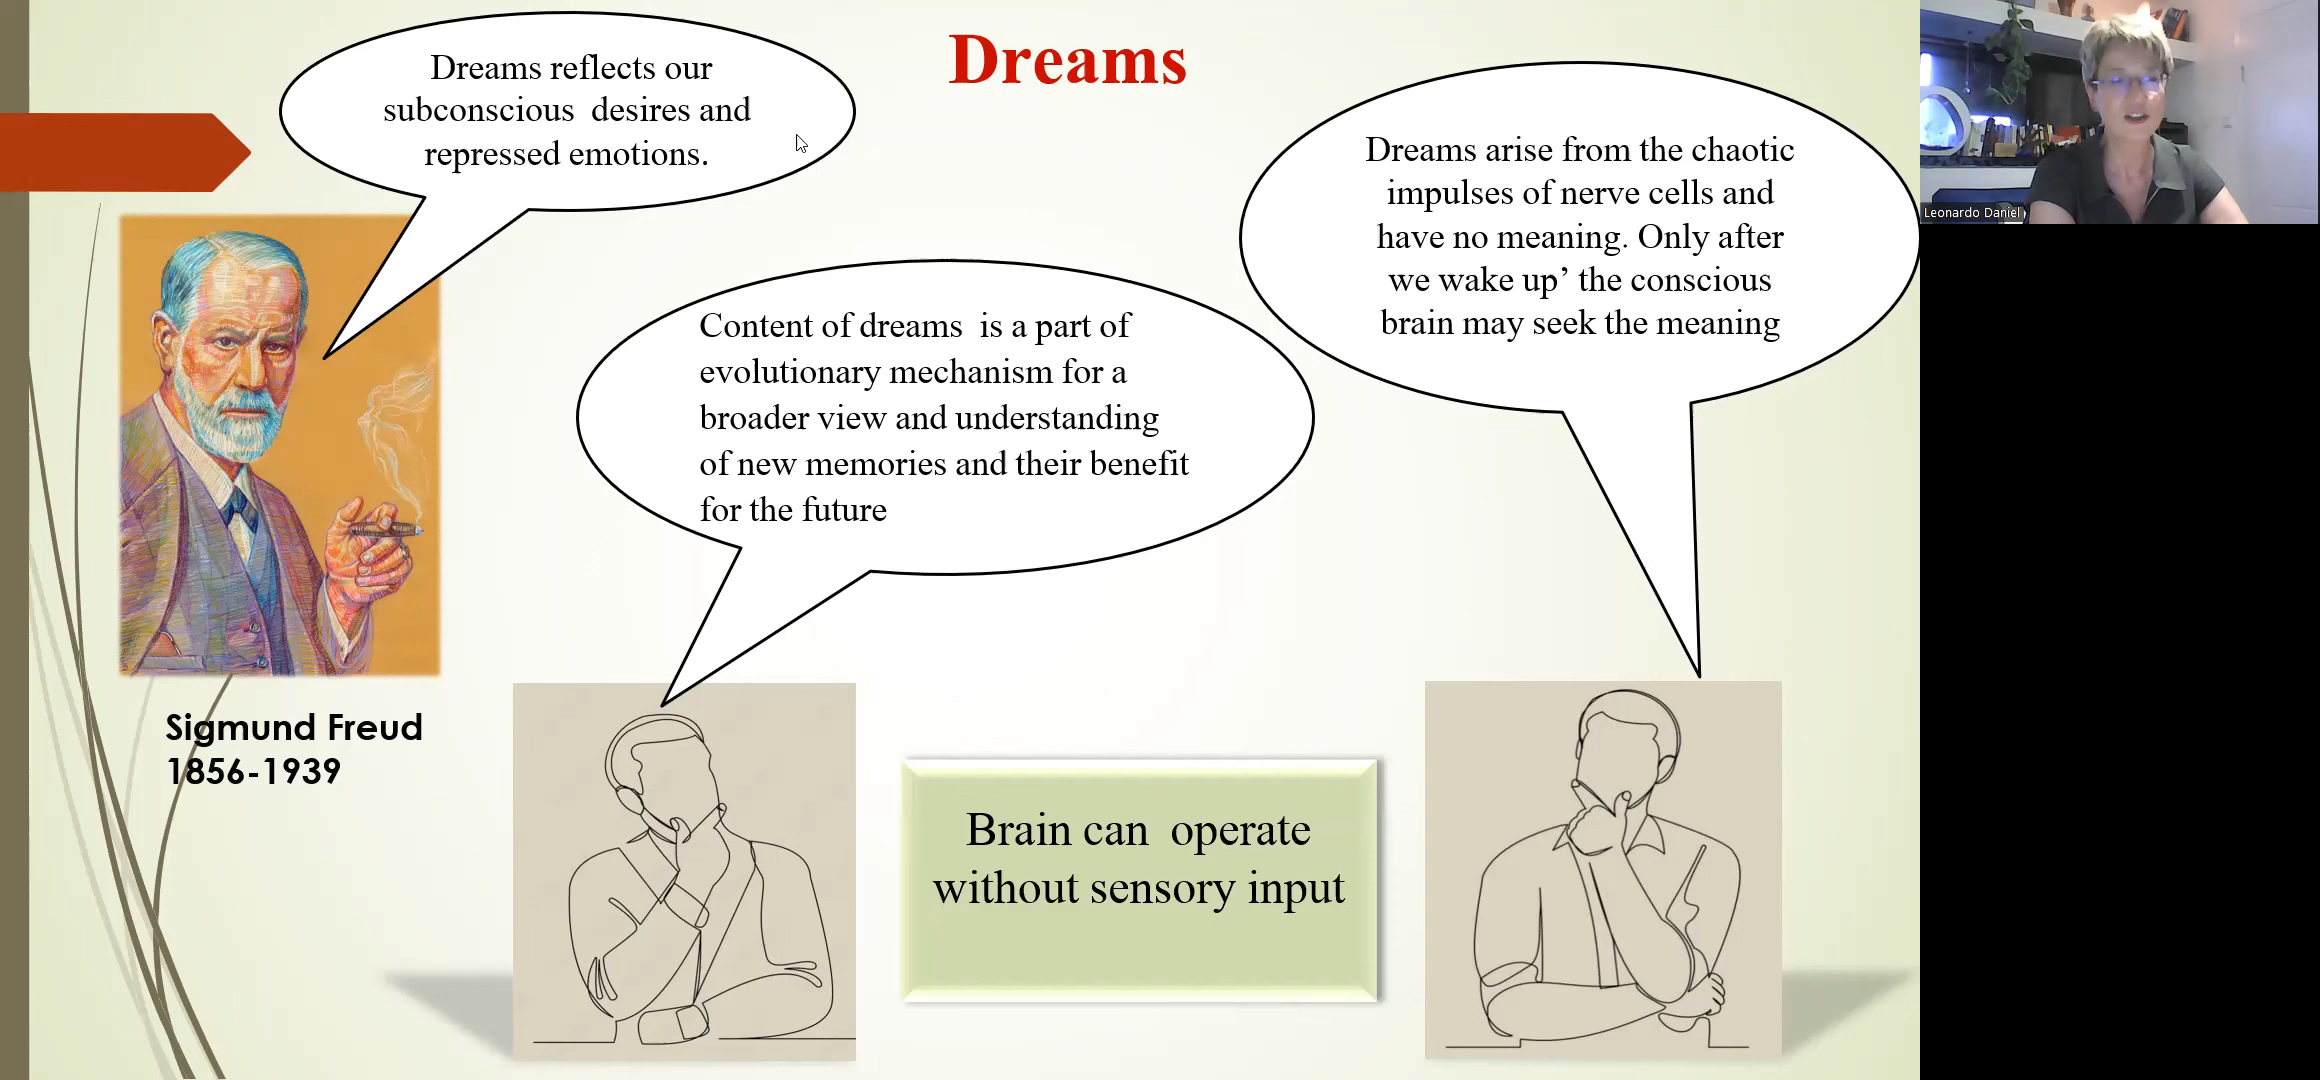 Dreams
Dreams reflects our
subconscious desires and
repressed emotions.
Content of dreams is a part of
evolutionary mechanism for a
broader view and understanding
of new memories and their benefit
for the future
Dreams arise from the chaotic
impulses of nerve cells and
have no meaning. Only after
we wake up’ the conscious
brain may seek the meaning
Leonardo Daniel
Sigmund Freud
1856-1939
Brain can operate
without sensory input